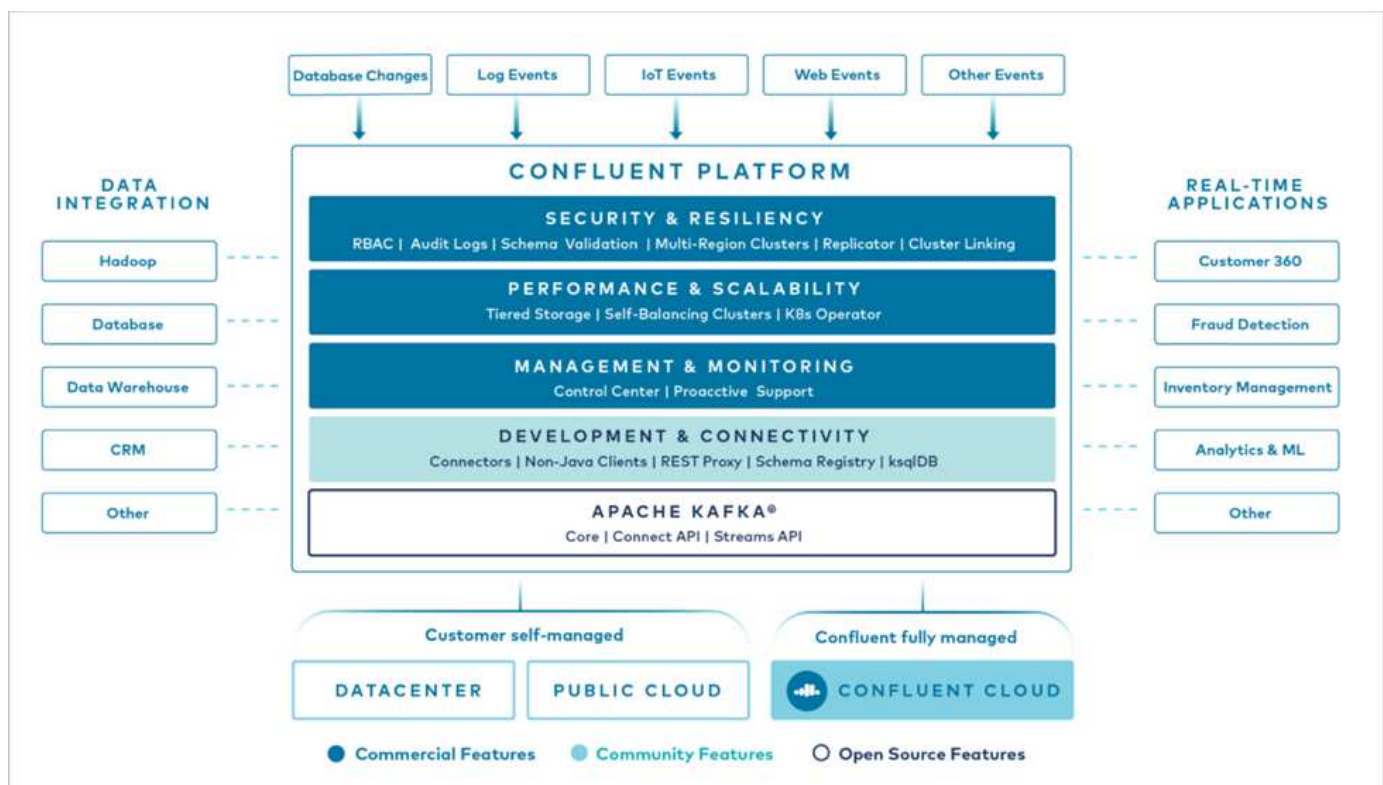 Database Changes
Log Events
IoT Events
Web Events
Other Events
DATA
INTEGRATION
Hadoop
Database
Data Warehouse
CRM
Other
CONFLUENT PLATFORM
SECURITY & RESILIENCY
RBAC | Audit Logs | Schema Validation | Multi-Region Clusters | Replicator | Cluster Linking
PERFORMANCE & SCALABILITY
Tiered Storage | Self-Balancing Clusters | K8s Operator
MANAGEMENT & MONITORING
Control Center | Proacctive Support
DEVELOPMENT & CONNECTIVITY
Connectors | Non-Java Clients | REST Proxy | Schema Registry | ksqlDB
APACHE KAFKA®
Core | Connect API | Streams API
REAL-TIME
APPLICATIONS
Customer 360
Fraud Detection
Inventory Management
Analytics & ML
Other
Customer self-managed
Confluent fully managed
DATACENTER
PUBLIC CLOUD
CONFLUENT CLOUD
Commercial Features
Community Features
Open Source Features